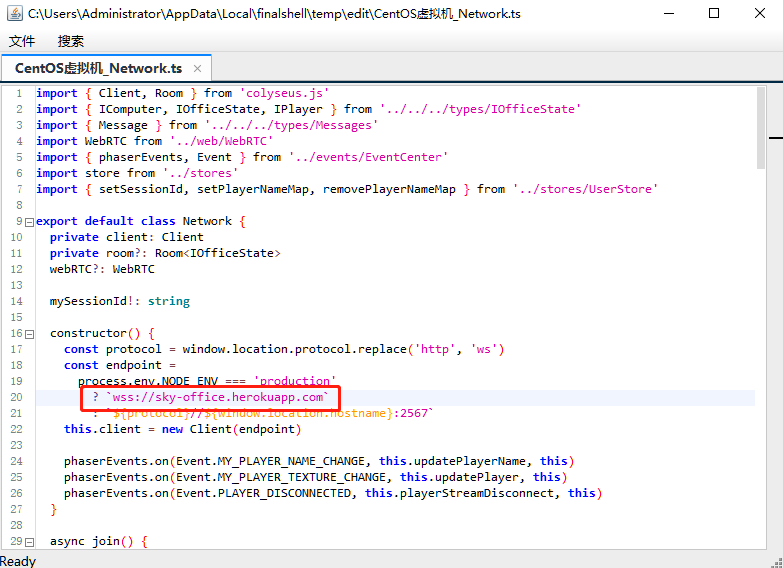 C:\Users\Administrator\AppData\Local\finalshell\temp\edit\CentOS虚拟机_Network.ts
文件 搜索
CentOS虚拟机_Network.ts
1 import { Client, Room } from 'colyseus.js'
2 import { IComputer, IOfficeState, IPlayer } from '../../../types/IOfficeState'
3 import { Message } from '../../../types/Messages'
4 import WebRTC from '../web/WebRTC'
5 import { phaserEvents, Event } from '../events/EventCenter'
6 import store from '../stores'
7 import { setSessionId, setPlayerNameMap, removePlayerNameMap } from '../stores/UserStore'
8
9 export default class Network {
10 private client: Client
11 private room?: Room<IOfficeState>
12 webRTC?: WebRTC
13
14 mySessionId!: string
15
16 constructor() {
17 const protocol = window.location.protocol.replace('http', 'ws')
18 const endpoint =
19 process.env.NODE_ENV === 'production'
20 ? `wss://sky-office.herokuapp.com`
21 : `${protocol}//${window.location.hostname}:2567`
22 this.client = new Client(endpoint)
23
24 phaserEvents.on(Event.MY_PLAYER_NAME_CHANGE, this.updatePlayerName, this)
25 phaserEvents.on(Event.MY_PLAYER_TEXTURE_CHANGE, this.updatePlayer, this)
26 phaserEvents.on(Event.PLAYER_DISCONNECTED, this.playerStreamDisconnect, this)
27 }
28
29 async join() {
Ready